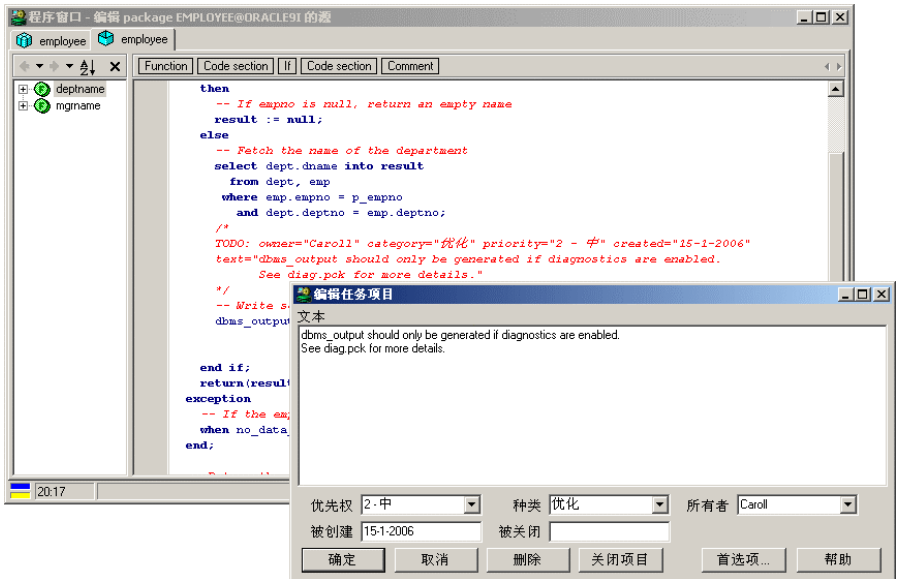 程序窗口 - 编辑 package EMPLOYEE@ORACLE9I 的源
employee employee
Function Code section If Code section Comment
deptname
mgrname
then
-- If empno is null, return an empty name
result := null;
else
-- Fetch the name of the department
select dept.dname into result
from dept, emp
where emp.empno = p_empno
and dept.deptno = emp.deptno;
/*
TODO: owner="Caroll" category="优化" priority="2 - 中" created="15-1-2006"
text="dbms_output should only be generated if diagnostics are enabled.
See diag.pck for more details."
*/
-- Write s
dbms_output
end if;
return(result
exception
-- If the em
when no_data_
end;
20:17
编辑任务项目
文本
dbms_output should only be generated if diagnostics are enabled.
See diag.pck for more details.
优先权 2 - 中 种类 优化 所有者 Caroll
被创建 15-1-2006 被关闭
确定 取消 删除 关闭项目 首选项... 帮助